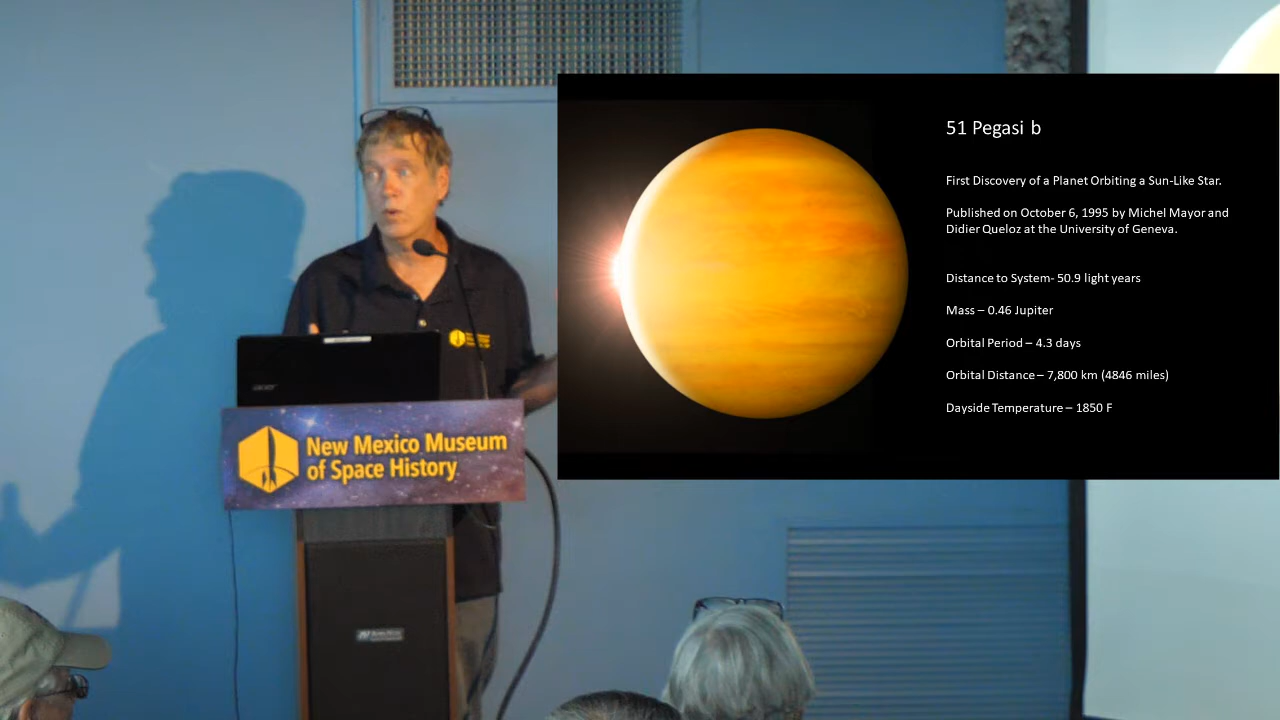 51 Pegasi b
First Discovery of a Planet Orbiting a Sun-Like Star.
Published on October 6, 1995 by Michel Mayor and
Didier Queloz at the University of Geneva.
Distance to System- 50.9 light years
Mass – 0.46 Jupiter
Orbital Period – 4.3 days
Orbital Distance – 7,800 km (4846 miles)
Dayside Temperature – 1850 F
acer
New Mexico Museum
of Space History